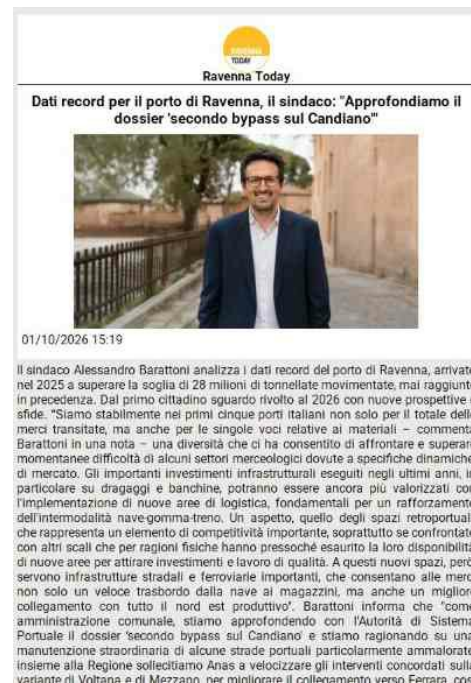 TODAY
Ravenna Today
Dati record per il porto di Ravenna, il sindaco: "Approfondiamo il
dossier 'secondo bypass sul Candiano'"
01/10/2026 15:19
Il sindaco Alessandro Barattoni analizza i dati record del porto di Ravenna, arrivate
nel 2025 a superare la soglia di 28 milioni di tonnellate movimentate, mai raggiunte
in precedenza. Dal primo cittadino sguardo rivolto al 2026 con nuove prospettive e
sfide. "Siamo stabilmente nei primi cinque porti italiani non solo per il totale delle
merci transitate, ma anche per le singole voci relative ai materiali – commenta
Barattoni in una nota – una diversità che ci ha consentito di affrontare e superare
momentanee difficoltà di alcuni settori merceologici dovute a specifiche dinamiche
di mercato. Gli importanti investimenti infrastrutturali eseguiti negli ultimi anni, in
particolare su dragaggi e banchine, potranno essere ancora più valorizzati con
l'implementazione di nuove aree di logistica, fondamentali per un rafforzamento
dell'intermodalità nave-gomma-treno. Un aspetto, quello degli spazi retroportuali
che rappresenta un elemento di competitività importante, soprattutto se confrontate
con altri scali che per ragioni fisiche hanno pressoché esaurito la loro disponibilità
di nuove aree per attirare investimenti e lavoro di qualità. A questi nuovi spazi, però
servono infrastrutture stradali e ferroviarie importanti, che consentano alle merci
non solo un veloce trasbordo dalla nave ai magazzini, ma anche un migliore
collegamento con tutto il nord est produttivo". Barattoni informa che "come
amministrazione comunale, stiamo approfondendo con l'Autorità di Sistema
Portuale il dossier 'secondo bypass sul Candiano' e stiamo ragionando su una
manutenzione straordinaria di alcune strade portuali particolarmente ammalorate
insieme alla Regione sollecitiamo Anas a velocizzare gli interventi concordati sulla
variante di Voltana e di Mezzano, per migliorare il collegamento verso Ferrara, così